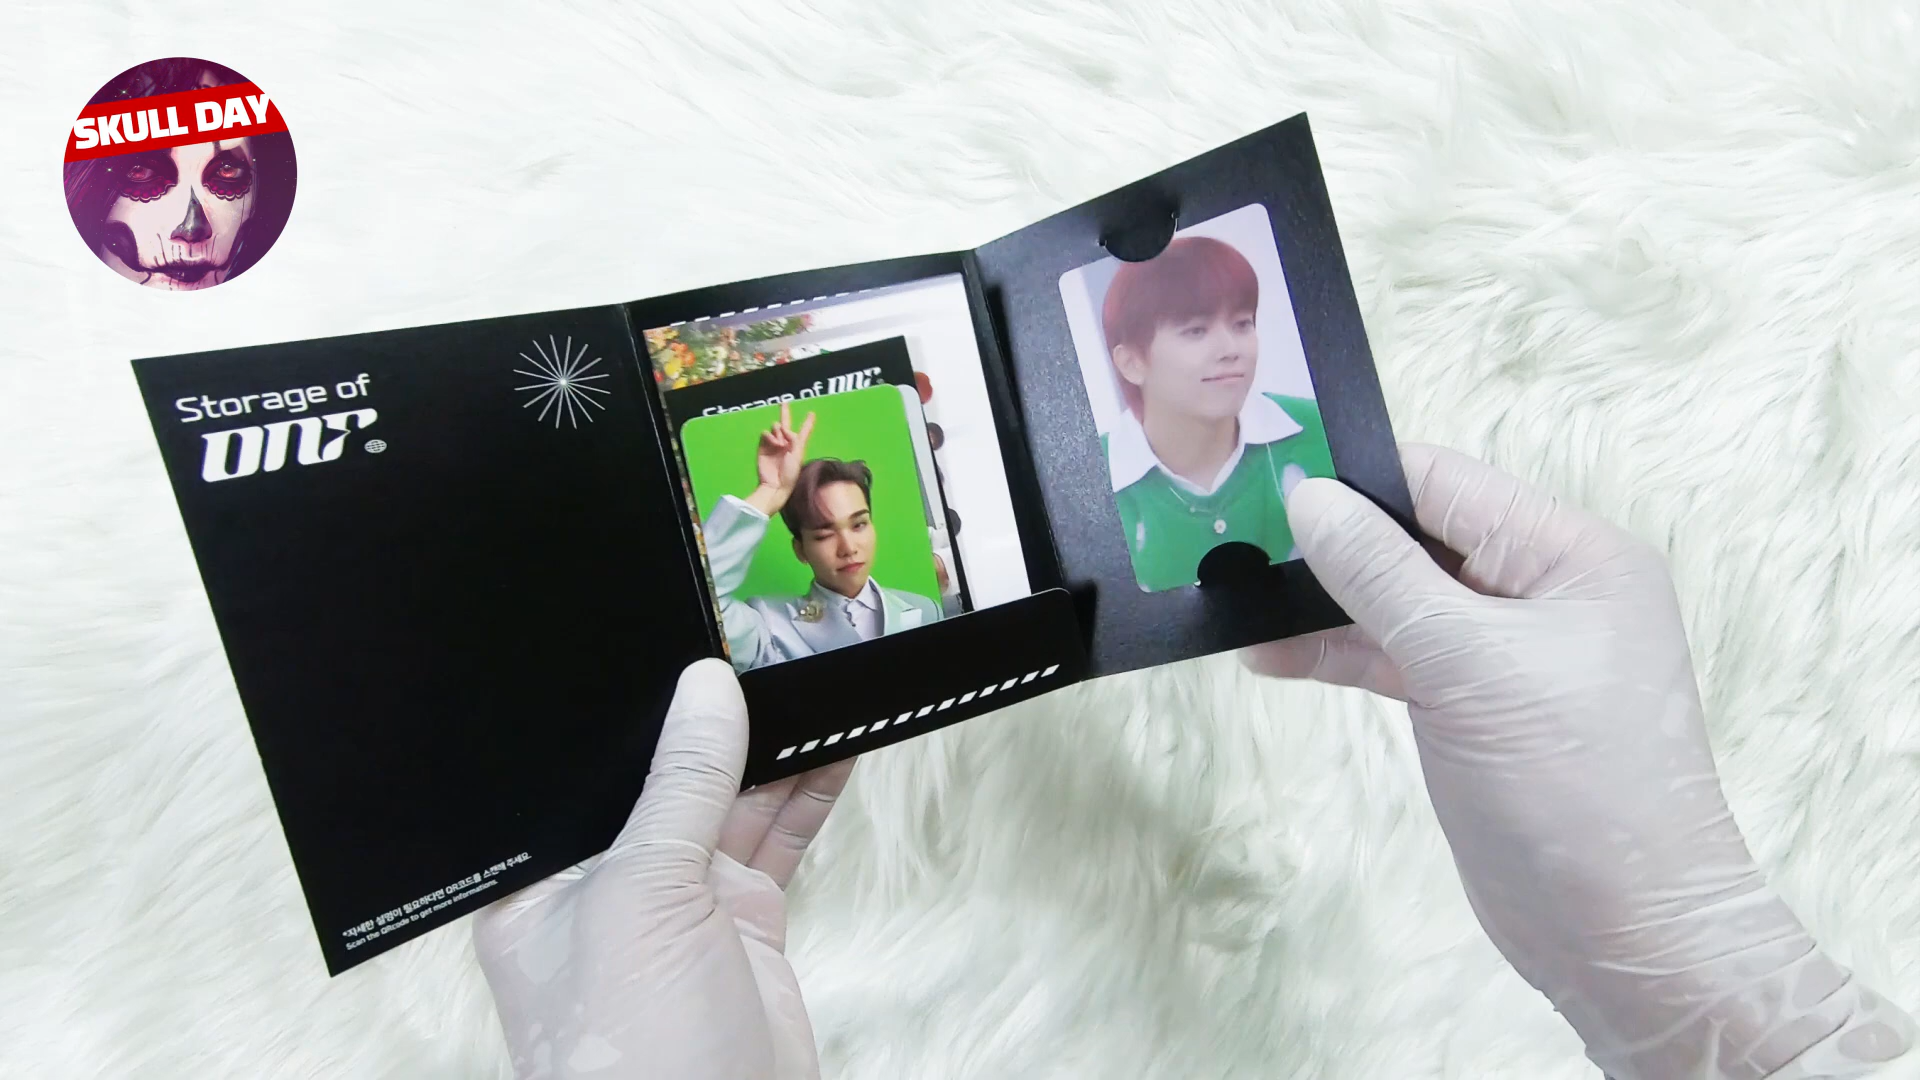 SKULL DAY
Storage of
ONF
Storage of ONF
*자세한 설명이 필요하다면 QR코드를 스캔해 주세요.
Scan the QRcode to get more informations.